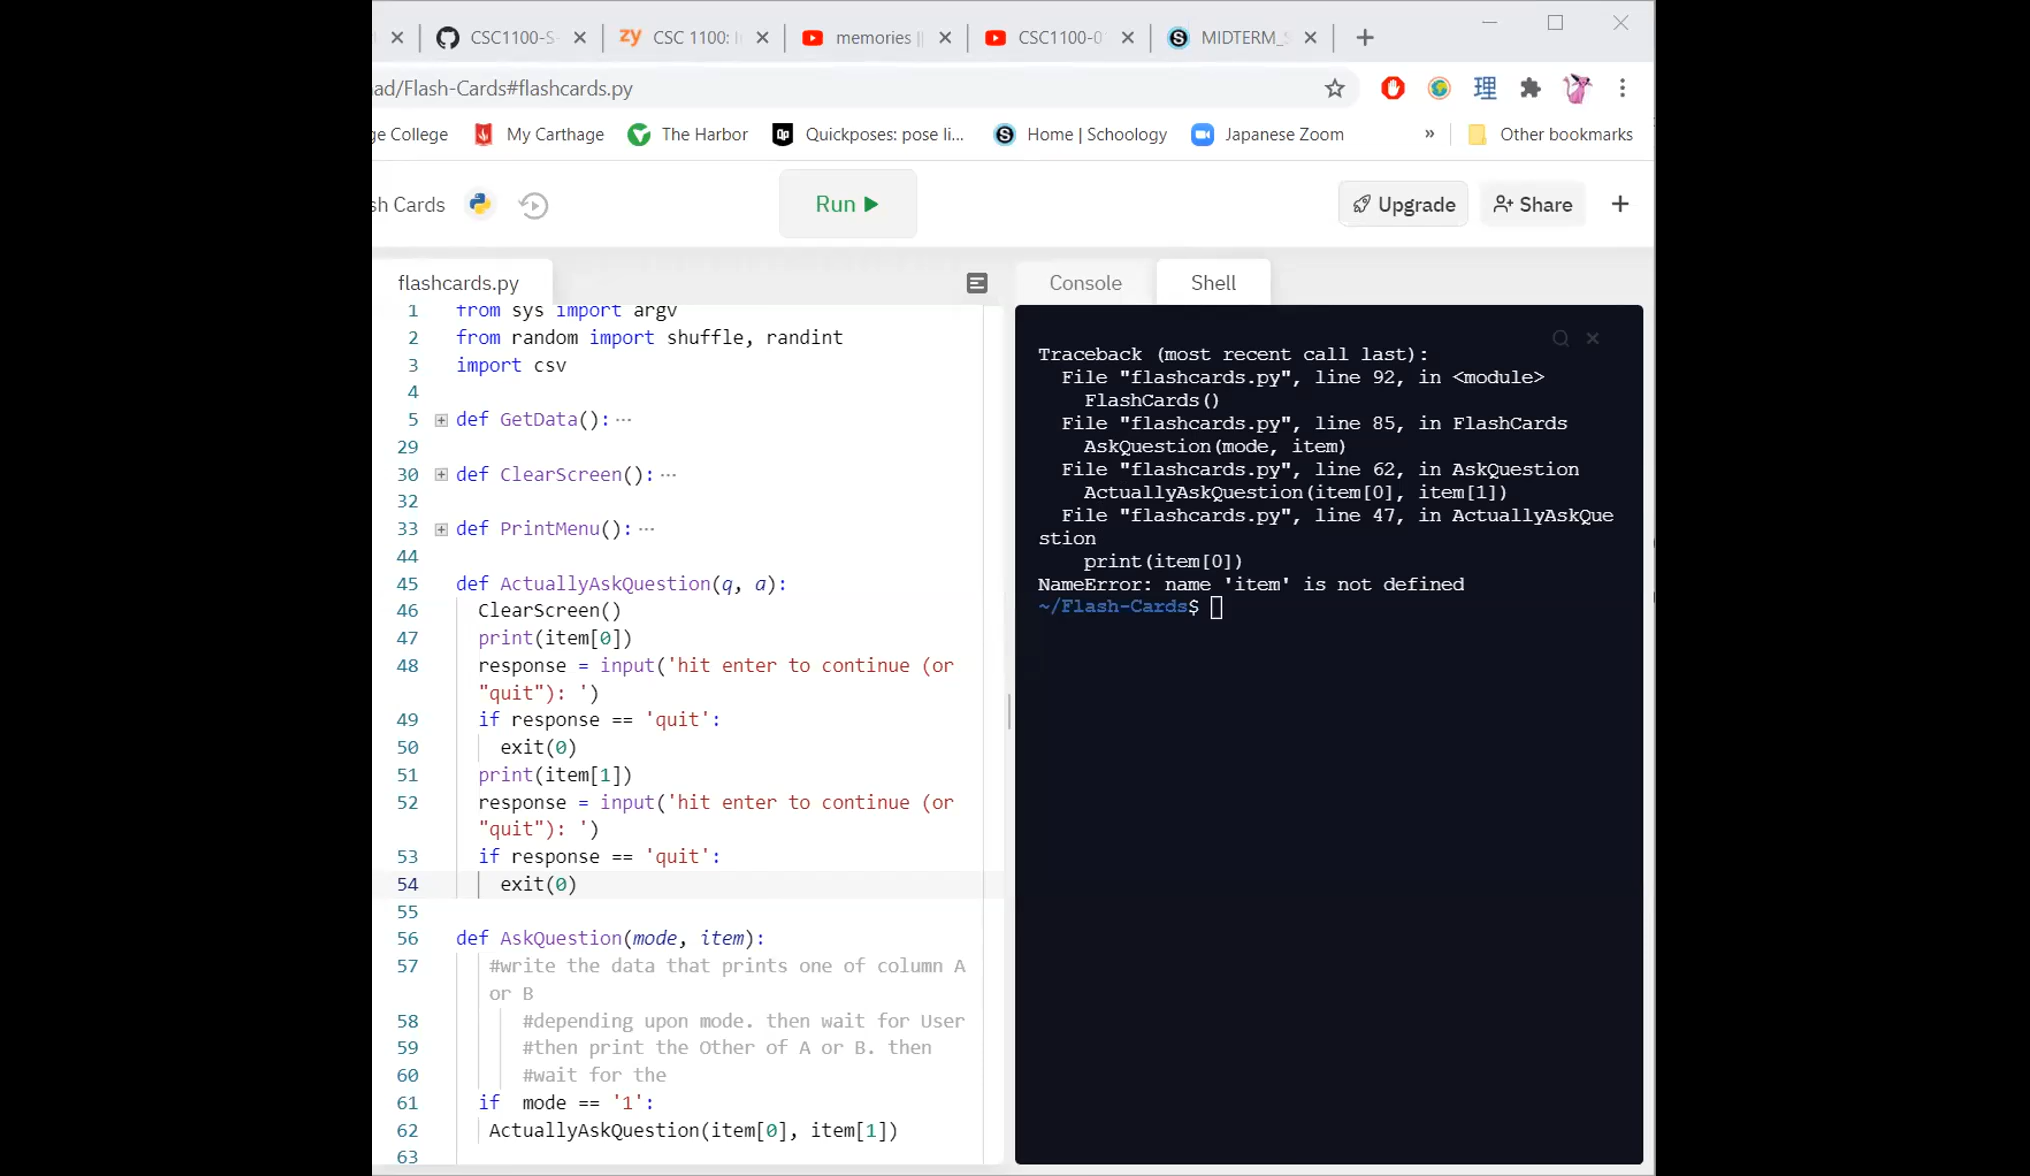 CSC1100-S
zy CSC 1100: I
memories ||
CSC1100-0
S MIDTERM_S
ad/Flash-Cards#flashcards.py
理
ge College
My Carthage
The Harbor
Qp Quickposes: pose li...
S Home | Schoology
Japanese Zoom
»
Other bookmarks
sh Cards
Run
Upgrade
Share
+
flashcards.py
1 from sys import argv
2 from random import shuffle, randint
3 import csv
4
5 def GetData():...
29
30 def ClearScreen():...
32
33 def PrintMenu():...
44
45 def ActuallyAskQuestion(q, a):
46 ClearScreen()
47 print(item[0])
48 response = input('hit enter to continue (or
"quit"): ')
49 if response == 'quit':
50 exit(0)
51 print(item[1])
52 response = input('hit enter to continue (or
"quit"): ')
53 if response == 'quit':
54 exit(0)
55
56 def AskQuestion(mode, item):
57 #write the data that prints one of column A
or B
58 #depending upon mode. then wait for User
59 #then print the Other of A or B. then
60 #wait for the
61 if  mode == '1':
62 ActuallyAskQuestion(item[0], item[1])
63
Console
Shell
Traceback (most recent call last):
File "flashcards.py", line 92, in <module>
FlashCards()
File "flashcards.py", line 85, in FlashCards
AskQuestion(mode, item)
File "flashcards.py", line 62, in AskQuestion
ActuallyAskQuestion(item[0], item[1])
File "flashcards.py", line 47, in ActuallyAskQue
stion
print(item[0])
NameError: name 'item' is not defined
~/Flash-Cards$